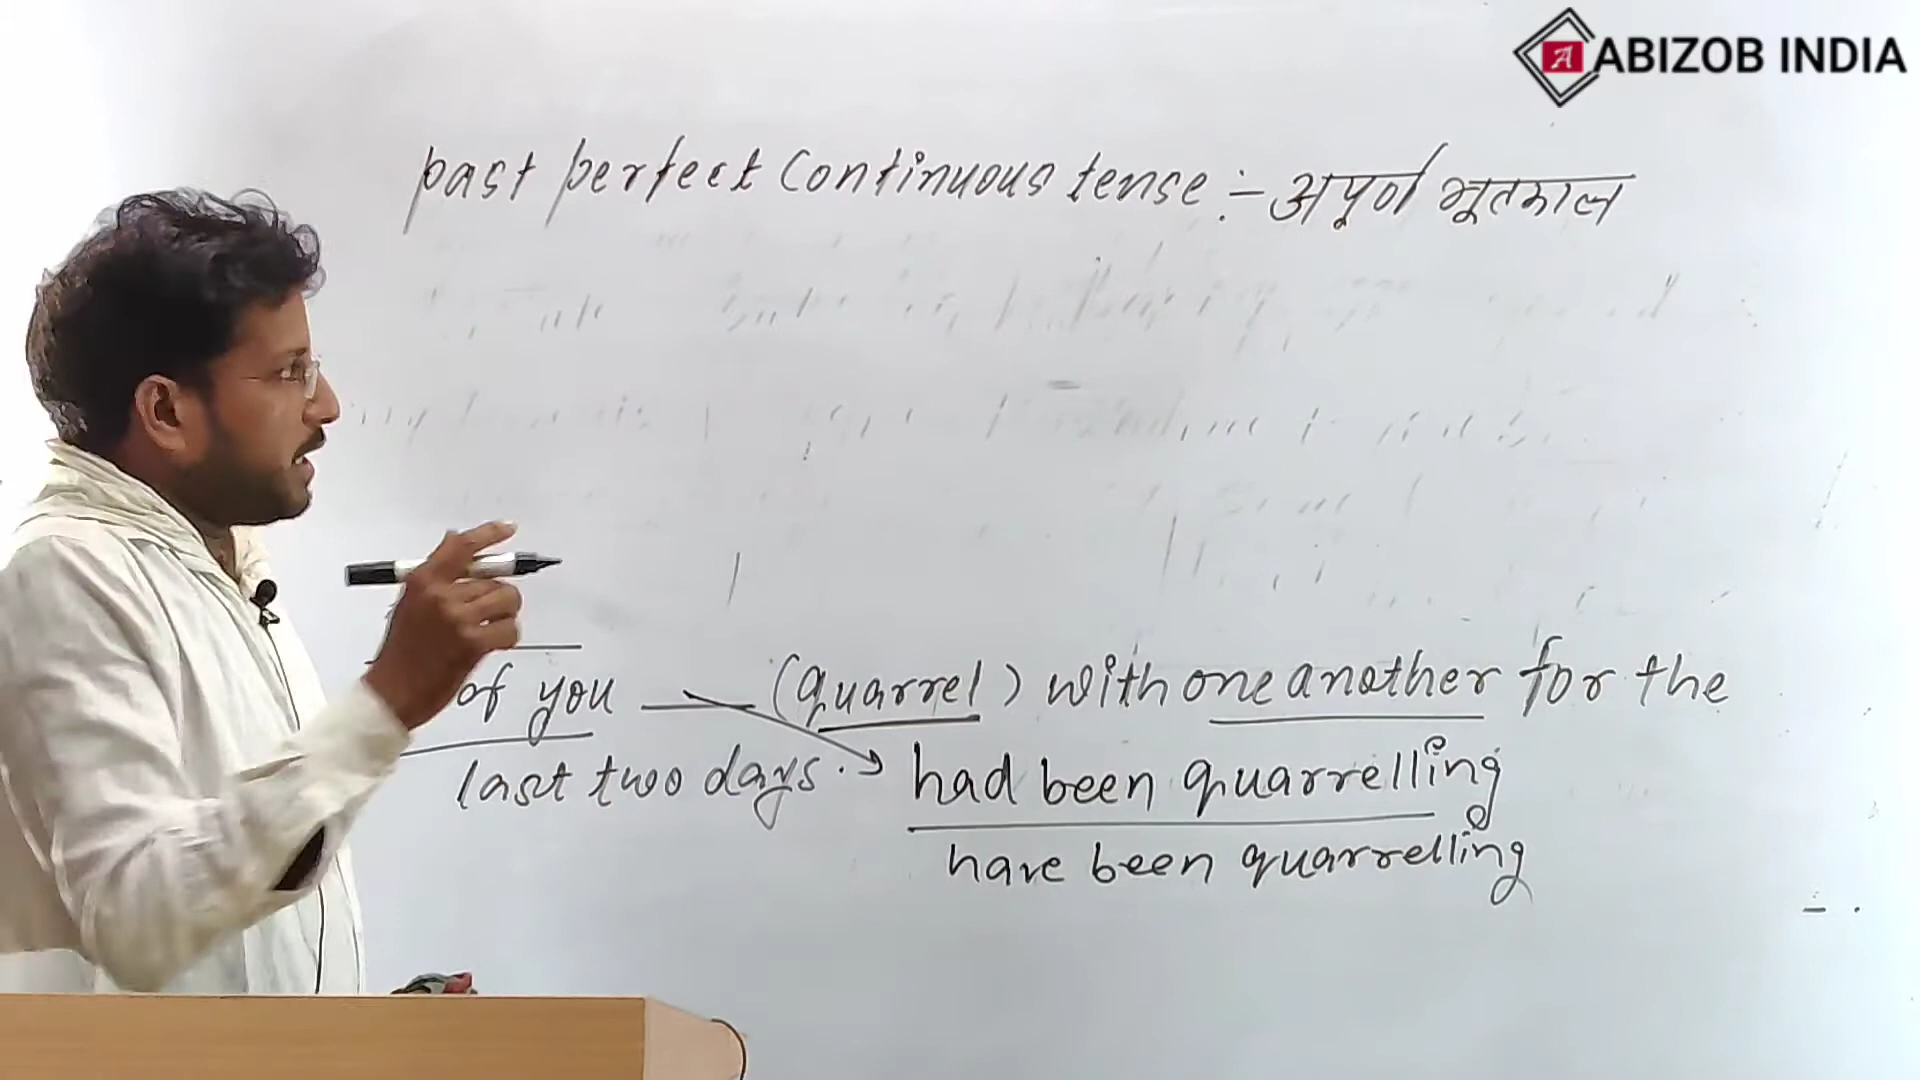 ABIZOB INDIA
past perfect Continuous tense :- अपूर्ण भूतकाल
of you ___ (quarrel) with one another for the
last two days. had been quarrelling
have been quarrelling